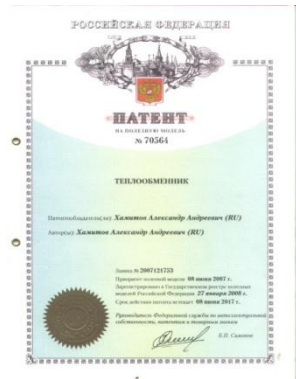 РОССИЙСКАЯ ФЕДЕРАЦИЯ
ПАТЕНТ
НА ПОЛЕЗНУЮ МОДЕЛЬ
№ 70564
ТЕПЛООБМЕННИК
Патентообладатель(ли): Хамитов Александр Андреевич (RU)
Автор(ы): Хамитов Александр Андреевич (RU)
Заявка № 2007121753
Приоритет полезной модели 08 июня 2007 г.
Зарегистрировано в Государственном реестре полезных
моделей Российской Федерации 27 января 2008 г.
Срок действия патента истекает 08 июня 2017 г.
Руководитель Федеральной службы по интеллектуальной
собственности, патентам и товарным знакам
Б.П. Симонов